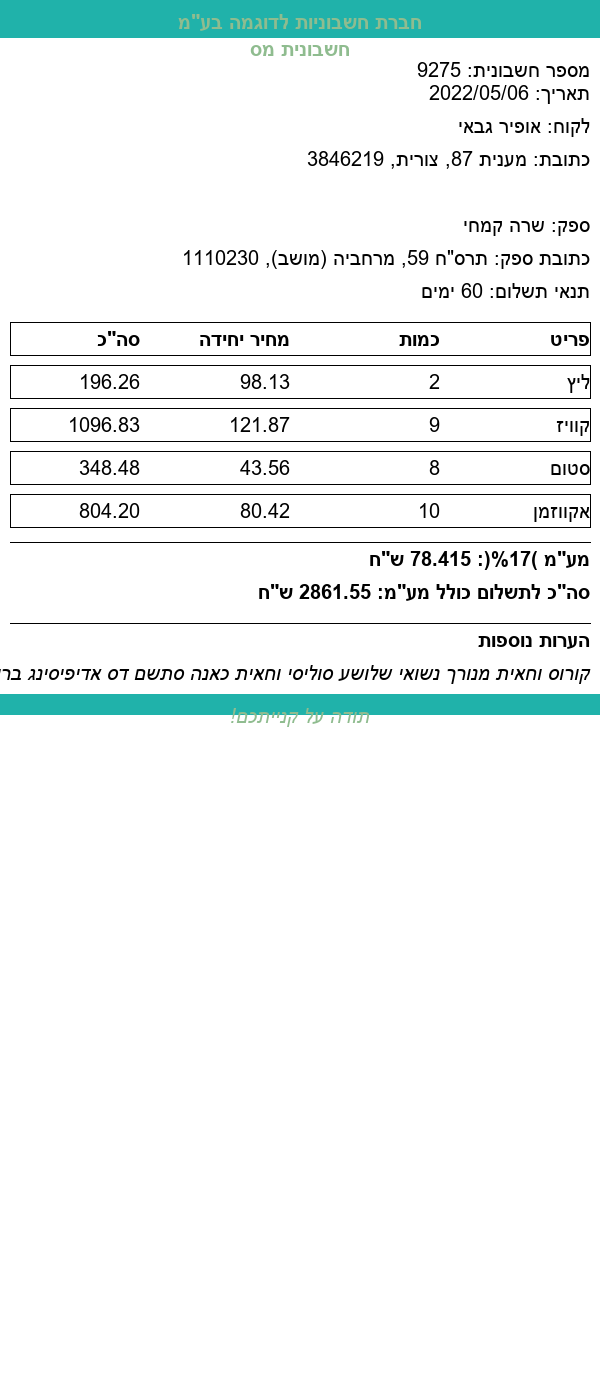 חברת חשבוניות לדוגמה בע"מ
חשבונית מס
מספר חשבונית: 9275
תאריך: 2022/05/06
לקוח: אופיר גבאי
כתובת: מענית 87, צורית, 3846219
ספק: שרה קמחי
כתובת ספק: תרס"ח 59, מרחביה (מושב), 1110230
תנאי תשלום: 60 ימים
פריט כמות מחיר יחידה סה"כ
ליץ 2 98.13 196.26
קוויז 9 121.87 1096.83
סטום 8 43.56 348.48
אקווזמן 10 80.42 804.20
מע"מ )17%(: 78.415 ש"ח
סה"כ לתשלום כולל מע"מ: 2861.55 ש"ח
הערות נוספות
קורוס וחאית מנורך נשואי שלושע סוליסי וחאית כאנה סתשם דס אדיפיסינג
תודה על קנייתכם!